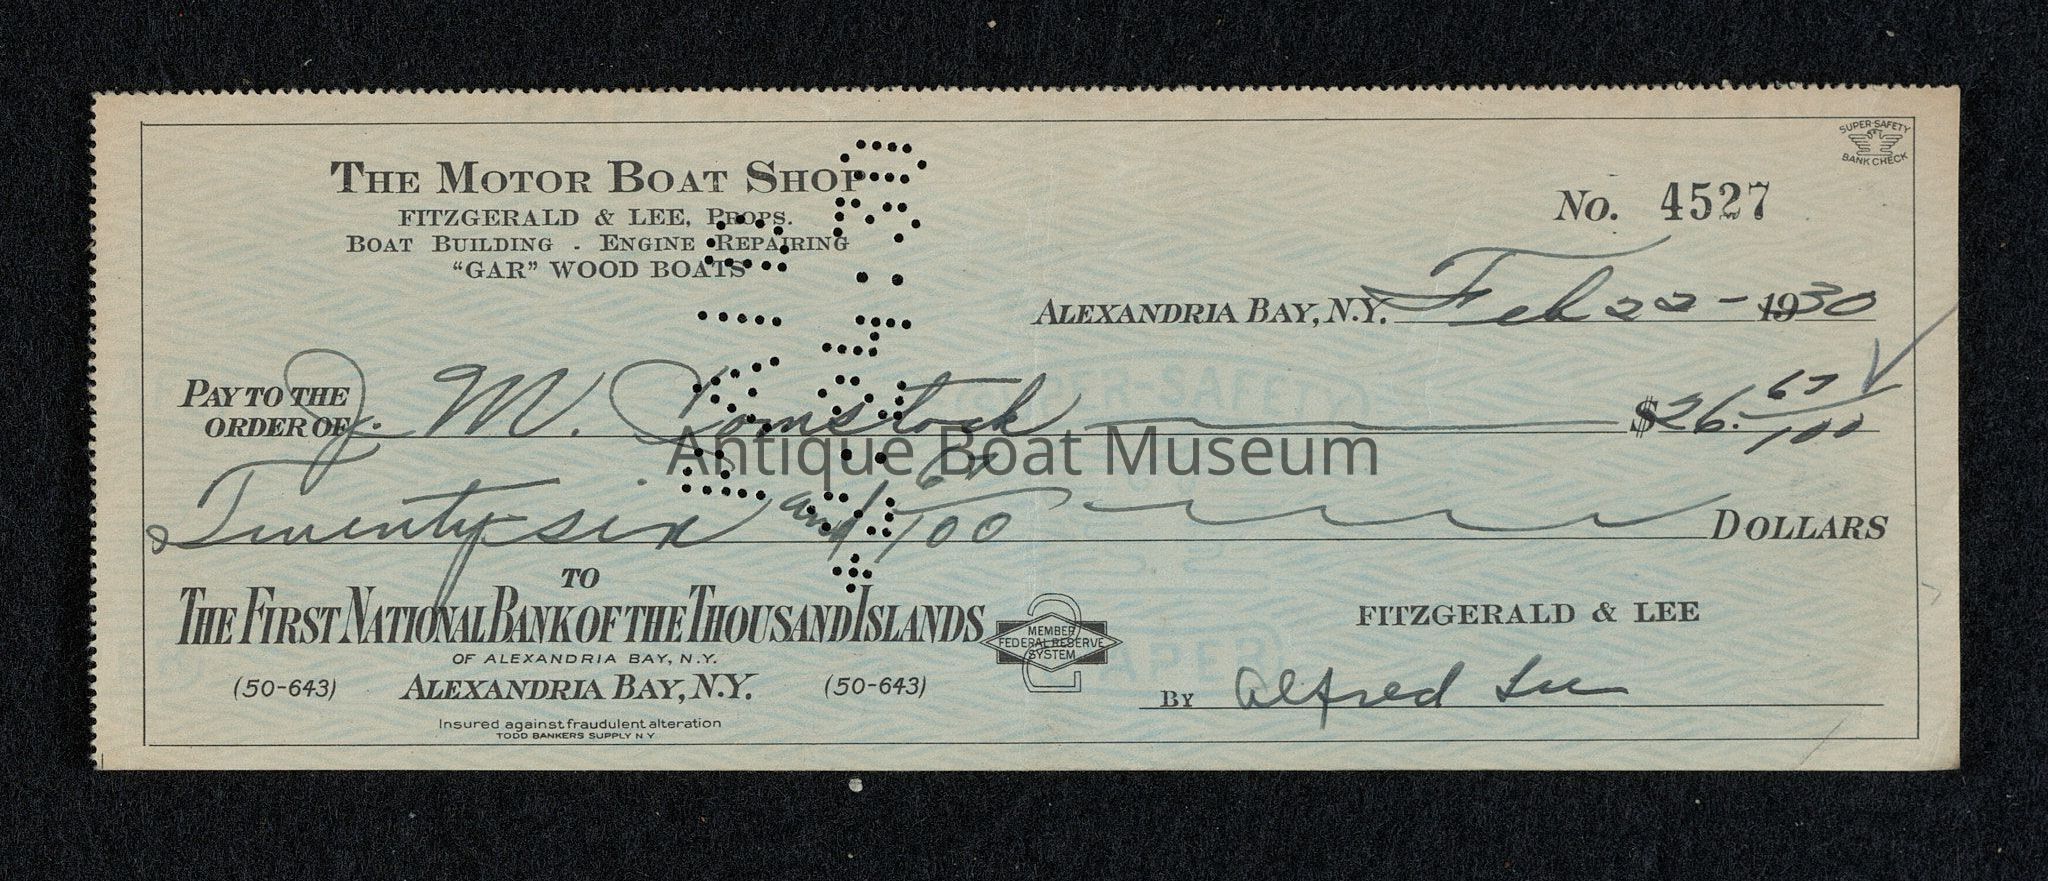 SUPER-SAFETY
BANK CHECK
THE MOTOR BOAT SHOP
FITZGERALD & LEE, PROPS.
BOAT BUILDING - ENGINE REPAIRING
"GAR" WOOD BOATS
No. 4527
ALEXANDRIA BAY, N.Y. Feb 22 - 1930
PAY TO THE
ORDER OF J. M. Comstock $26. 67/100
Antique Boat Museum
Twenty six and 67/100 DOLLARS
TO
THE FIRST NATIONAL BANK OF THE THOUSAND ISLANDS
OF ALEXANDRIA BAY, N.Y.
(50-643) ALEXANDRIA BAY, N.Y. (50-643)
MEMBER
FEDERAL RESERVE
SYSTEM
Insured against fraudulent alteration
TODD BANKERS SUPPLY N Y
FITZGERALD & LEE
BY Alfred Lee